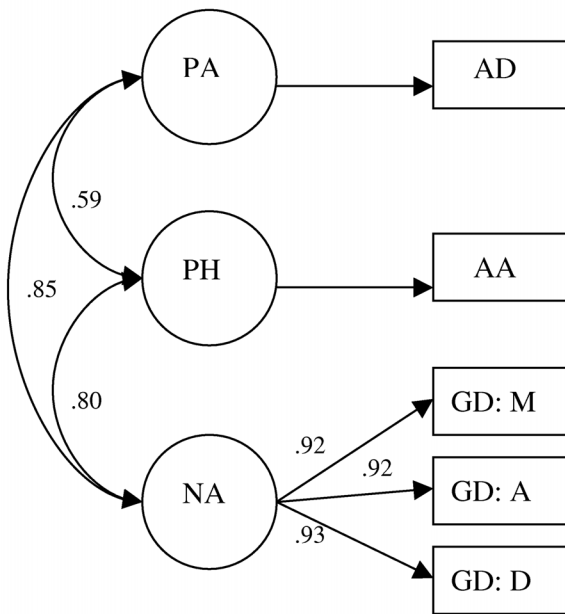 PA
AD
.59
PH
AA
.85
.80
GD: M
.92
.92
NA
GD: A
.93
GD: D